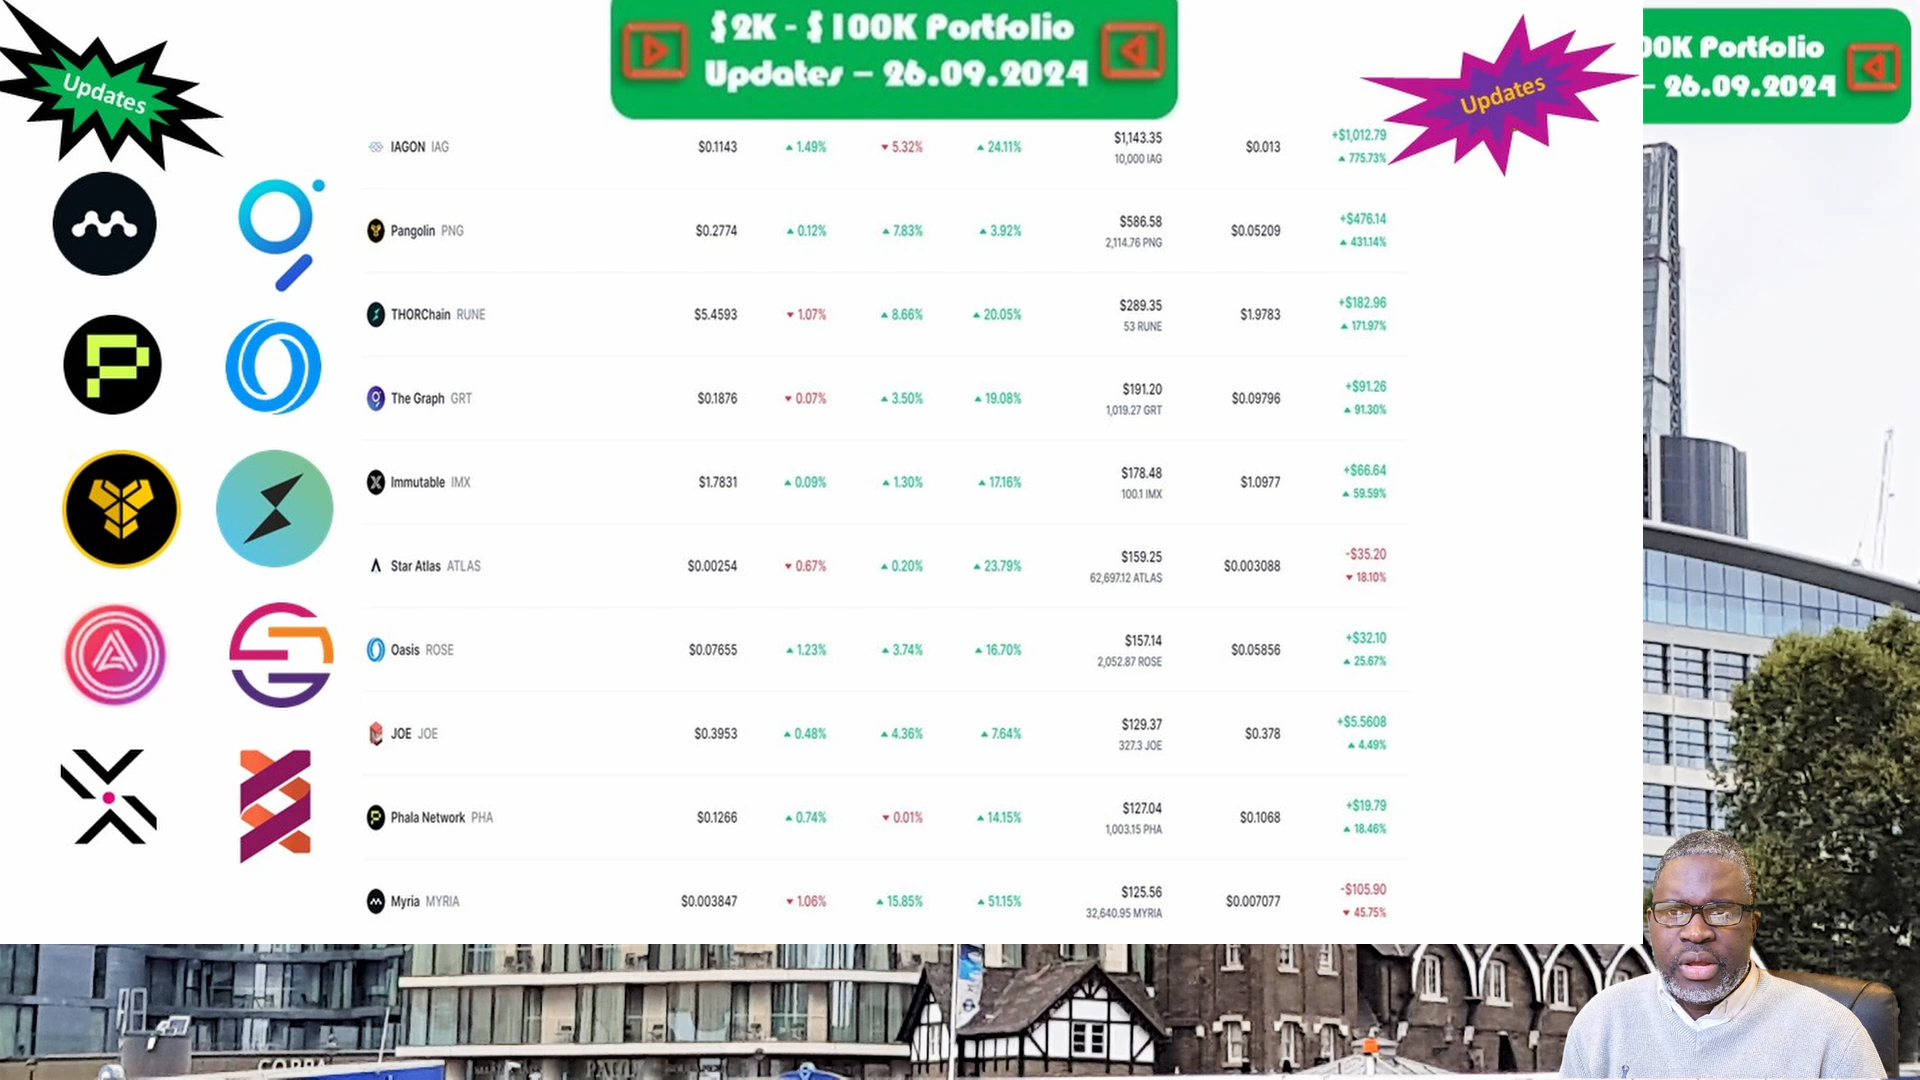 $2K - $100K Portfolio
Updates – 26.09.2024
Updates
Updates
00K Portfolio
– 26.09.2024
IAGON IAG $0.1143 1.49% 5.32% 24.11% $1,143.35 10,000 IAG $0.013 +$1,012.79 775.73%
Pangolin PNG $0.2774 0.12% 7.83% 3.92% $586.58 2,114.76 PNG $0.05209 +$476.14 431.14%
THORChain RUNE $5.4593 1.07% 8.66% 20.05% $289.35 53 RUNE $1.9783 +$182.96 171.97%
The Graph GRT $0.1876 0.07% 3.50% 19.08% $191.20 1,019.27 GRT $0.09796 +$91.26 91.30%
Immutable IMX $1.7831 0.09% 1.30% 17.16% $178.48 100.1 IMX $1.0977 +$66.64 59.59%
Star Atlas ATLAS $0.00254 0.67% 0.20% 23.79% $159.25 62,697.12 ATLAS $0.003088 -$35.20 18.10%
Oasis ROSE $0.07655 1.23% 3.74% 16.70% $157.14 2,052.87 ROSE $0.05856 +$32.10 25.67%
JOE JOE $0.3953 0.48% 4.36% 7.64% $129.37 327.3 JOE $0.378 +$5.5608 4.49%
Phala Network PHA $0.1266 0.74% 0.01% 14.15% $127.04 1,003.15 PHA $0.1068 +$19.79 18.46%
Myria MYRIA $0.003847 1.06% 15.85% 51.15% $125.56 32,640.95 MYRIA $0.007077 -$105.90 45.75%